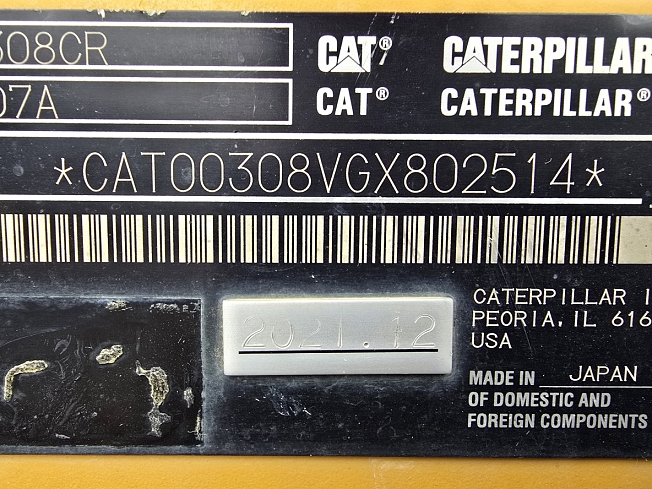 308CR
CAT® CATERPILLAR
07A
CAT® CATERPILLAR®
*CAT00308VGX802514*
2021.12
CATERPILLAR I
PEORIA, IL 616
USA
MADE IN JAPAN
OF DOMESTIC AND
FOREIGN COMPONENTS